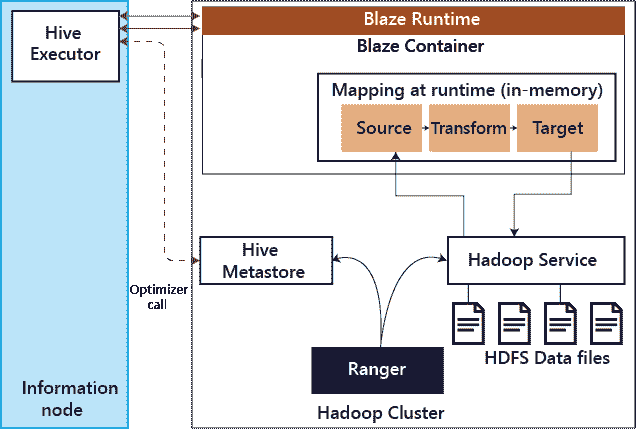 Hive
Executor
Blaze Runtime
Blaze Container
Mapping at runtime (in-memory)
Source
Transform
Target
Hive
Metastore
Hadoop Service
Optimizer
call
HDFS Data files
Ranger
Information
node
Hadoop Cluster